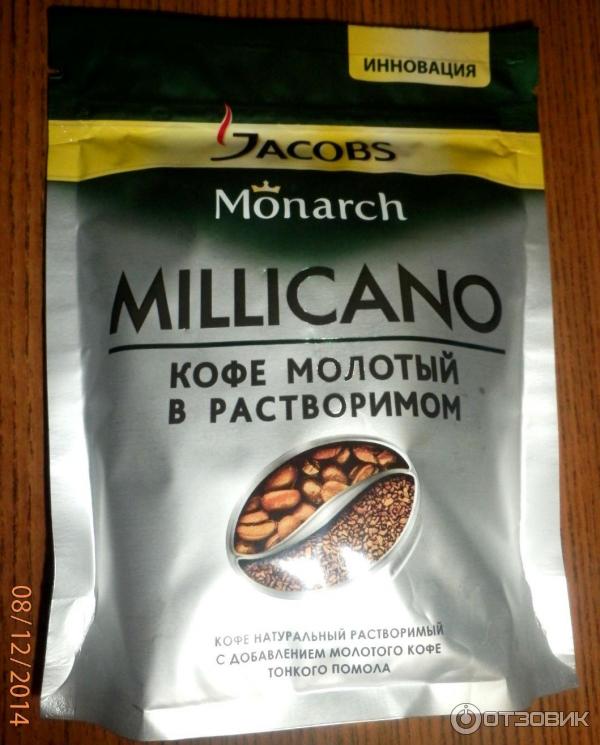 ИННОВАЦИЯ
JACOBS
Monarch
MILLICANO
КОФЕ МОЛОТЫЙ
В РАСТВОРИМОМ
КОФЕ НАТУРАЛЬНЫЙ РАСТВОРИМЫЙ
С ДОБАВЛЕНИЕМ МОЛОТОГО КОФЕ
ТОНКОГО ПОМОЛА
08/12/2014
ОТЗОВИК